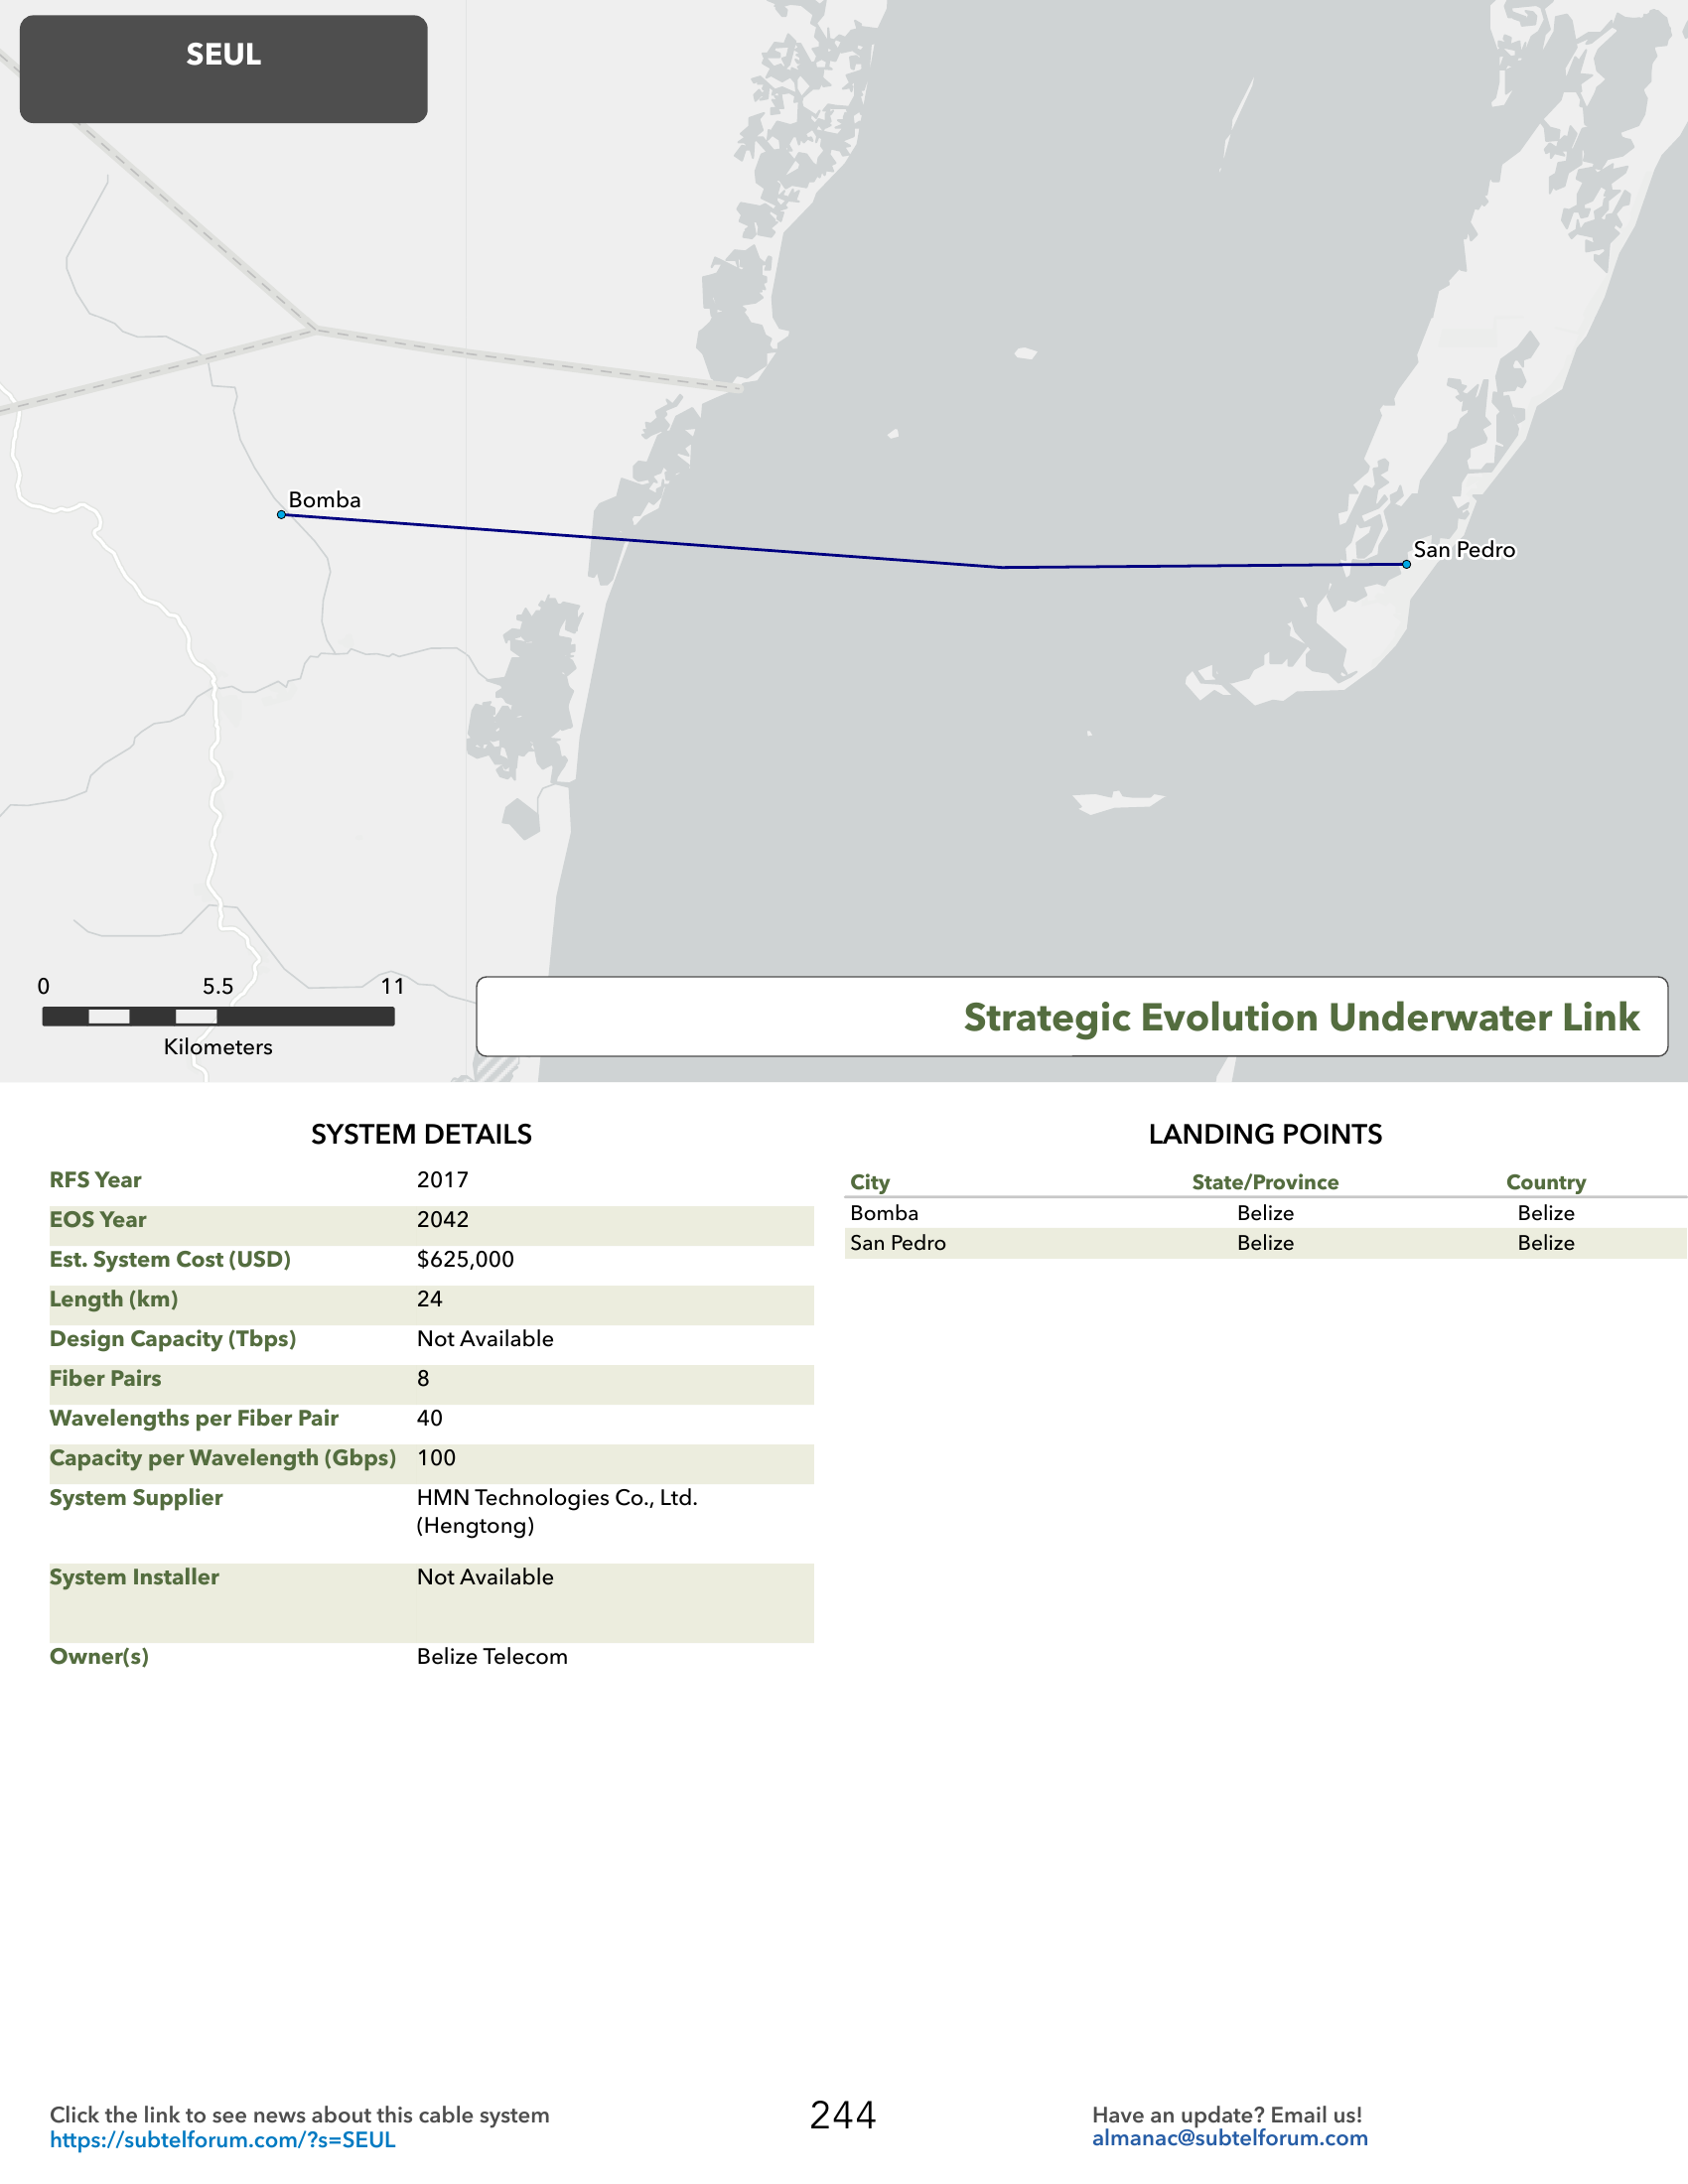 SEUL
Bomba
San Pedro
0 5.5 11
Kilometers
Strategic Evolution Underwater Link
SYSTEM DETAILS
RFS Year 2017
EOS Year 2042
Est. System Cost (USD) $625,000
Length (km) 24
Design Capacity (Tbps) Not Available
Fiber Pairs 8
Wavelengths per Fiber Pair 40
Capacity per Wavelength (Gbps) 100
System Supplier HMN Technologies Co., Ltd.
(Hengtong)
System Installer Not Available
Owner(s) Belize Telecom
LANDING POINTS
City State/Province Country
Bomba Belize Belize
San Pedro Belize Belize
Click the link to see news about this cable system
https://subtelforum.com/?s=SEUL
244
Have an update? Email us!
almanac@subtelforum.com